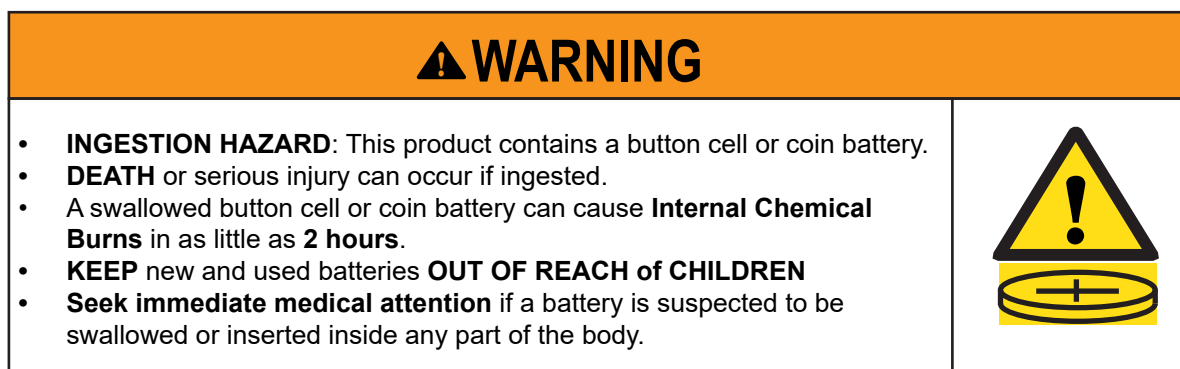 WARNING
• INGESTION HAZARD: This product contains a button cell or coin battery.
• DEATH or serious injury can occur if ingested.
• A swallowed button cell or coin battery can cause Internal Chemical
Burns in as little as 2 hours.
• KEEP new and used batteries OUT OF REACH of CHILDREN
• Seek immediate medical attention if a battery is suspected to be
swallowed or inserted inside any part of the body.